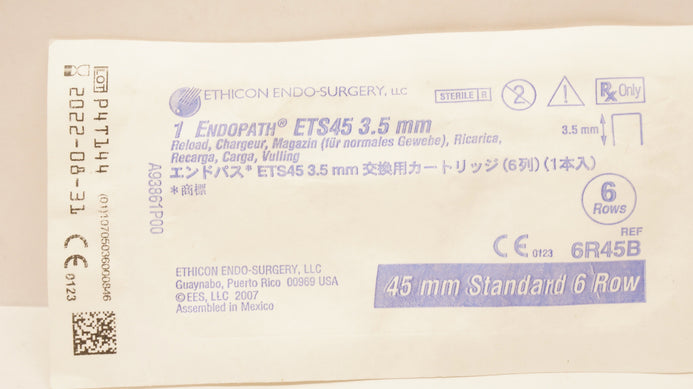 ETHICON ENDO-SURGERY, LLC
STERILE R
2
Rx Only
1 ENDOPATH® ETS45 3.5 mm
Reload, Chargeur, Magazin (für normales Gewebe), Ricarica,
Recarga, Carga, Vulling
3.5 mm
エンドパス* ETS45 3.5 mm 交換用カートリッジ (6列) (1本入)
*商標
6
Rows
REF
CE 0123 6R45B
45 mm Standard 6 Row
ETHICON ENDO-SURGERY, LLC
Guaynabo, Puerto Rico 00969 USA
©EES, LLC 2007
Assembled in Mexico
A93861P00
LOT P4T144
2022-08-31
CE 0123